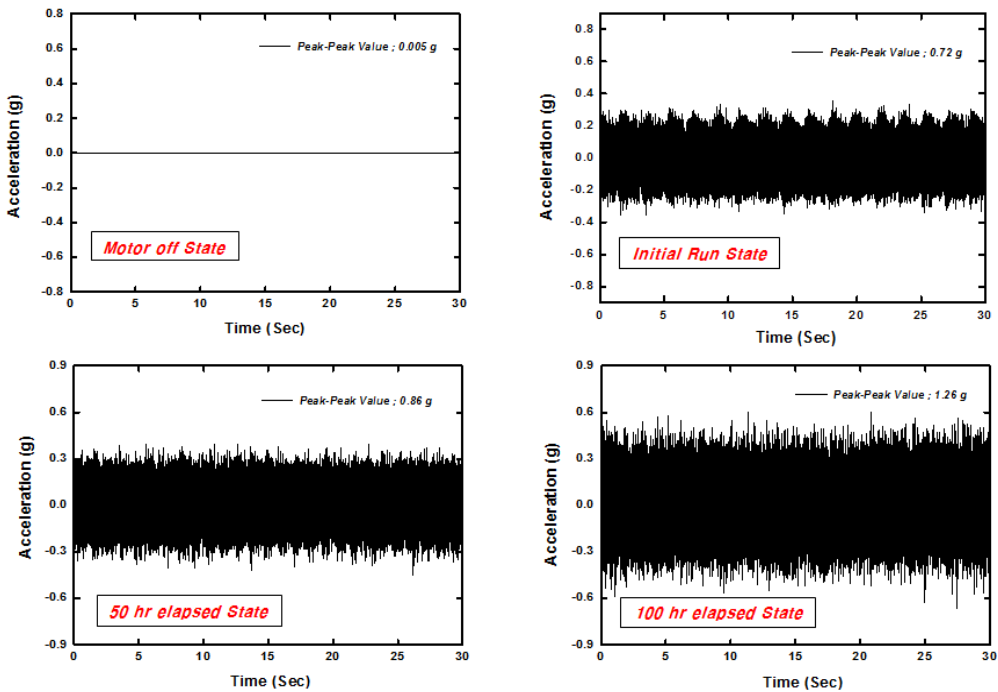 0.8
Peak-Peak Value ; 0.005 g
0.6
0.4
0.2
0.0
-0.2
-0.4
-0.6
-0.8
Acceleration (g)
Motor off State
0 5 10 15 20 25 30
Time (Sec)
0.8
Peak-Peak Value ; 0.72 g
0.6
0.4
0.2
0.0
-0.2
-0.4
-0.6
-0.8
Acceleration (g)
Initial Run State
0 5 10 15 20 25 30
Time (Sec)
0.9
Peak-Peak Value ; 0.86 g
0.6
0.3
0.0
-0.3
-0.6
-0.9
Acceleration (g)
50 hr elapsed State
0 5 10 15 20 25 30
Time (Sec)
0.9
Peak-Peak Value ; 1.26 g
0.6
0.3
0.0
-0.3
-0.6
-0.9
Acceleration (g)
100 hr elapsed State
0 5 10 15 20 25 30
Time (Sec)